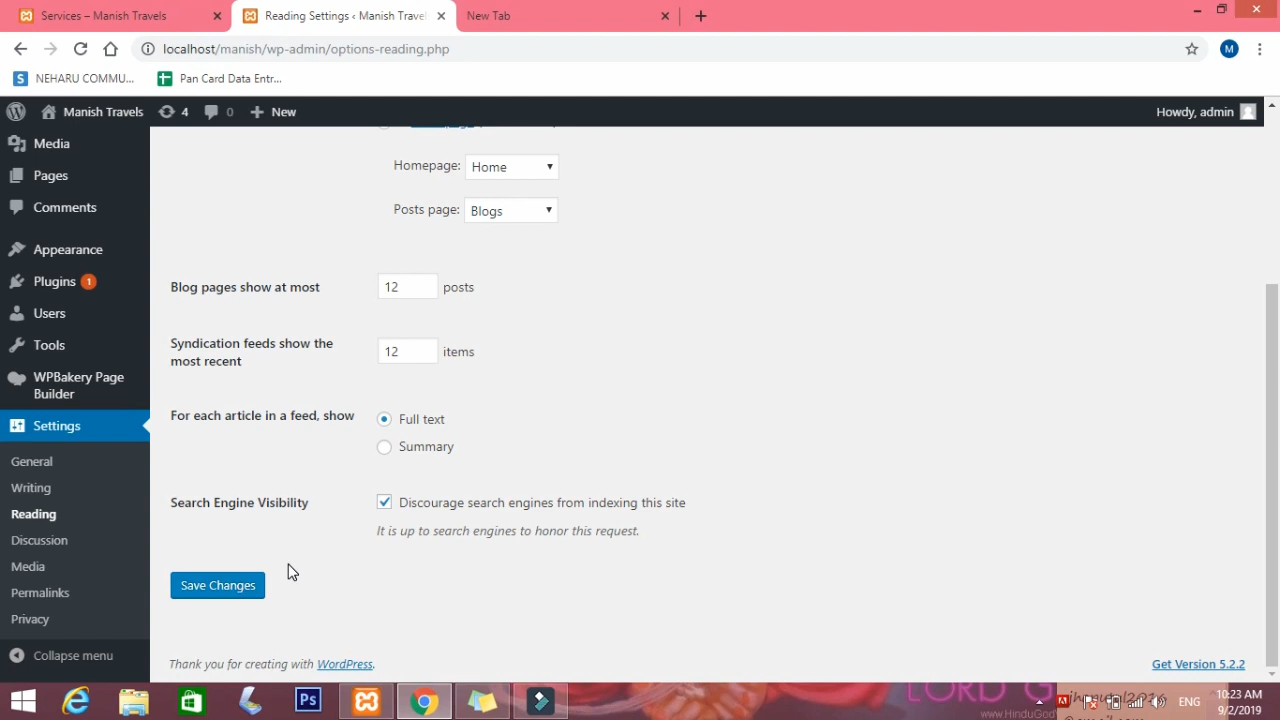 Services – Manish Travels
Reading Settings ‹ Manish Travel
New Tab
localhost/manish/wp-admin/options-reading.php
M
S NEHARU COMMU...
Pan Card Data Entr...
Manish Travels
4
0
New
Howdy, admin
Media
Pages
Comments
Appearance
Plugins 1
Users
Tools
WPBakery Page
Builder
Settings
General
Writing
Reading
Discussion
Media
Permalinks
Privacy
Collapse menu
Homepage: Home
Posts page: Blogs
Blog pages show at most 12 posts
Syndication feeds show the
most recent
12 items
For each article in a feed, show
Full text
Summary
Search Engine Visibility
Discourage search engines from indexing this site
It is up to search engines to honor this request.
Save Changes
Thank you for creating with WordPress.
Get Version 5.2.2
Ps
LORD G
www.HinduGod
ENG
10:23 AM
9/2/2019